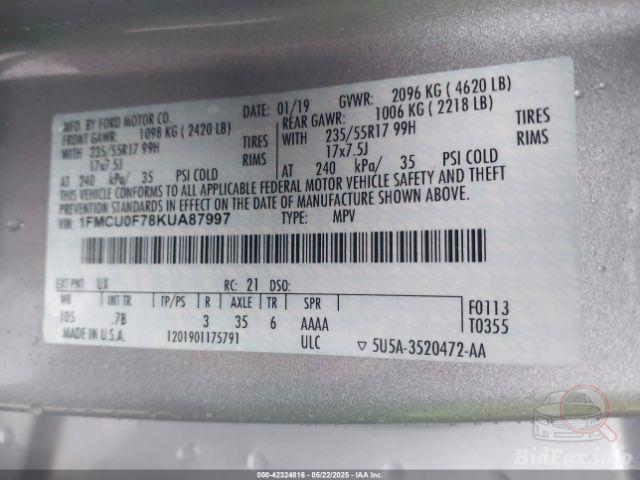 MFD. BY FORD MOTOR CO.
DATE: 01/19 GVWR: 2096 KG ( 4620 LB)
FRONT GAWR: 1098 KG ( 2420 LB) REAR GAWR: 1006 KG ( 2218 LB)
WITH 235/55R17 99H TIRES WITH 235/55R17 99H TIRES
17x7.5J RIMS 17x7.5J RIMS
AT 240 kPa/ 35 PSI COLD AT 240 kPa/ 35 PSI COLD
THIS VEHICLE CONFORMS TO ALL APPLICABLE FEDERAL MOTOR VEHICLE SAFETY AND THEFT
PREVENTION STANDARDS IN EFFECT ON THE DATE OF MANUFACTURE SHOWN ABOVE.
VIN: 1FMCU0F78KUA87997 TYPE: MPV
EXT PNT: UX RC: 21 DSO:
WB INT TR TP/PS R AXLE TR SPR
105 .7B 3 35 6 AAAA
F0113
T0355
MADE IN U.S.A. 1201901175791 ULC ▽ 5U5A-3520472-AA
BidFax.info
000-42324816 - 05/22/2025 - IAA Inc.